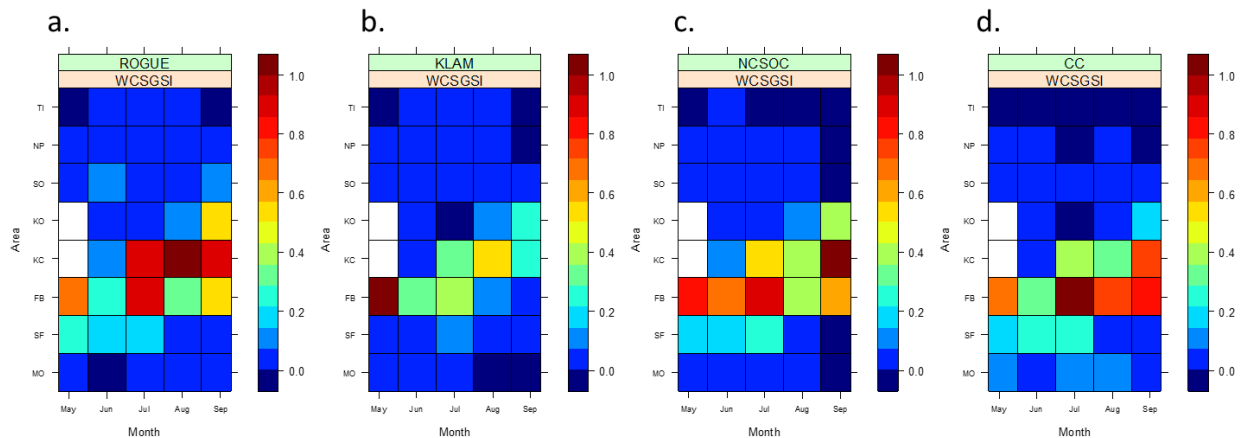 a.
ROGUE
WCSGSI
Area
TI
NP
SO
KO
KC
FB
SF
MO
May Jun Jul Aug Sep
Month
1.0
0.8
0.6
0.4
0.2
0.0
b.
KLAM
WCSGSI
Area
TI
NP
SO
KO
KC
FB
SF
MO
May Jun Jul Aug Sep
Month
1.0
0.8
0.6
0.4
0.2
0.0
c.
NCSOC
WCSGSI
Area
TI
NP
SO
KO
KC
FB
SF
MO
May Jun Jul Aug Sep
Month
1.0
0.8
0.6
0.4
0.2
0.0
d.
CC
WCSGSI
Area
TI
NP
SO
KO
KC
FB
SF
MO
May Jun Jul Aug Sep
Month
1.0
0.8
0.6
0.4
0.2
0.0